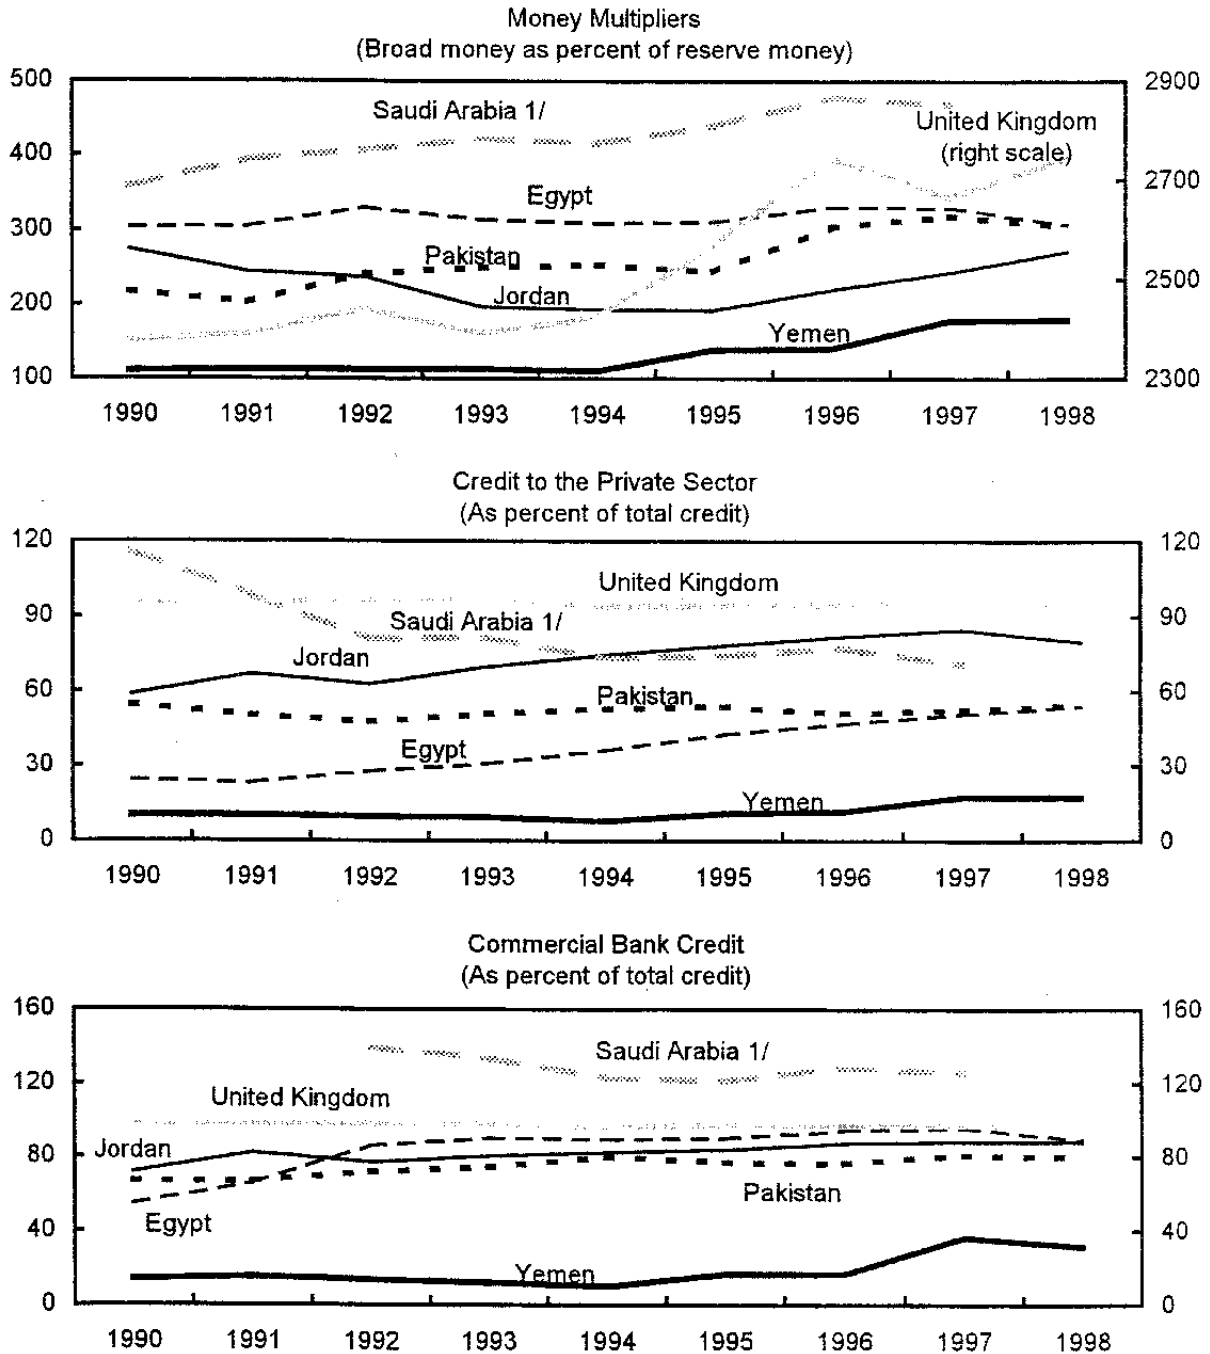 Money Multipliers
(Broad money as percent of reserve money)
500 2900
Saudi Arabia 1/
United Kingdom
400 (right scale)
2700
Egypt
300
Pakistan
2500
200 Jordan
Yemen
100 2300
1990 1991 1992 1993 1994 1995 1996 1997 1998
Credit to the Private Sector
(As percent of total credit)
120 120
United Kingdom
90 90
Saudi Arabia 1/
Jordan
60 60
Pakistan
Egypt
30 30
Yemen
0 0
1990 1991 1992 1993 1994 1995 1996 1997 1998
Commercial Bank Credit
(As percent of total credit)
160 160
Saudi Arabia 1/
120 120
United Kingdom
Jordan
80 80
Pakistan
Egypt
40 40
Yemen
0 0
1990 1991 1992 1993 1994 1995 1996 1997 1998